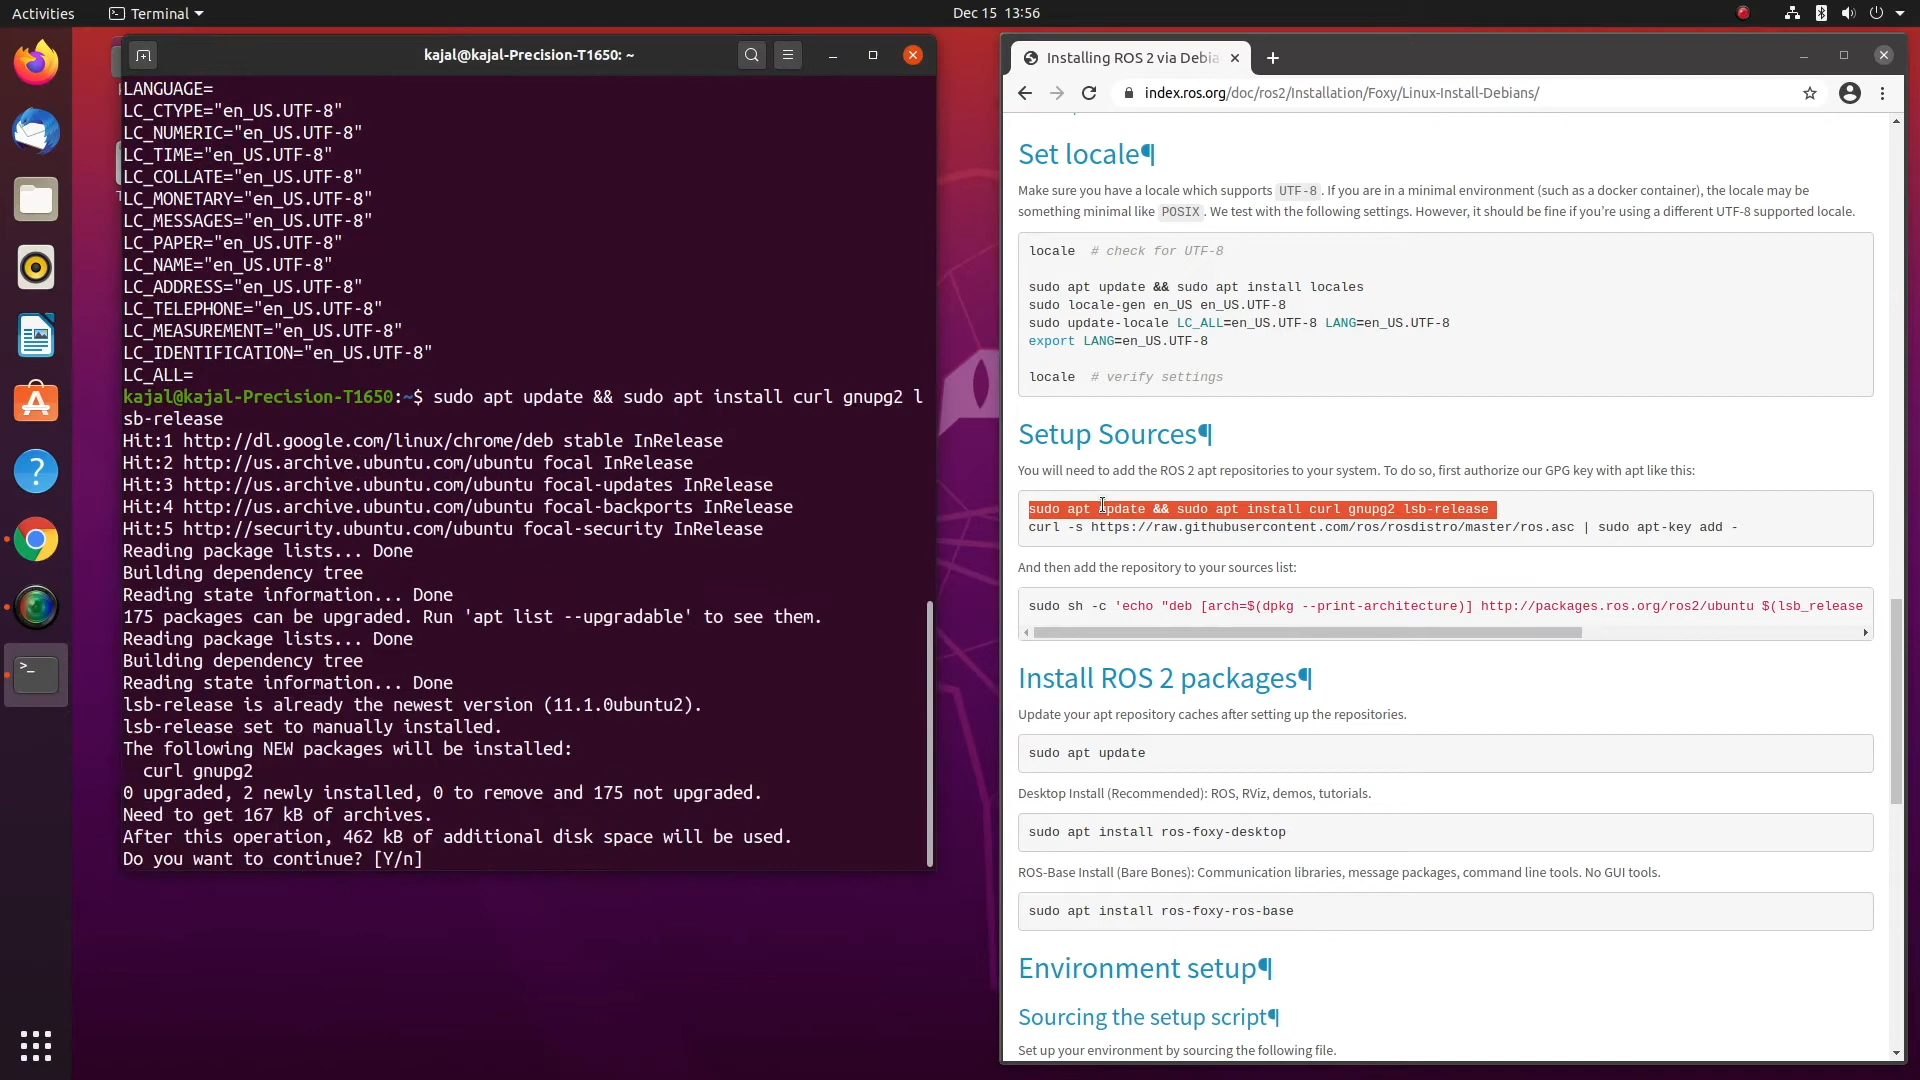 Activities
Terminal
Dec 15 13:56
kajal@kajal-Precision-T1650: ~
LANGUAGE=
LC_CTYPE="en_US.UTF-8"
LC_NUMERIC="en_US.UTF-8"
LC_TIME="en_US.UTF-8"
LC_COLLATE="en_US.UTF-8"
LC_MONETARY="en_US.UTF-8"
LC_MESSAGES="en_US.UTF-8"
LC_PAPER="en_US.UTF-8"
LC_NAME="en_US.UTF-8"
LC_ADDRESS="en_US.UTF-8"
LC_TELEPHONE="en_US.UTF-8"
LC_MEASUREMENT="en_US.UTF-8"
LC_IDENTIFICATION="en_US.UTF-8"
LC_ALL=
kajal@kajal-Precision-T1650:~$ sudo apt update && sudo apt install curl gnupg2 l
sb-release
Hit:1 http://dl.google.com/linux/chrome/deb stable InRelease
Hit:2 http://us.archive.ubuntu.com/ubuntu focal InRelease
Hit:3 http://us.archive.ubuntu.com/ubuntu focal-updates InRelease
Hit:4 http://us.archive.ubuntu.com/ubuntu focal-backports InRelease
Hit:5 http://security.ubuntu.com/ubuntu focal-security InRelease
Reading package lists... Done
Building dependency tree
Reading state information... Done
175 packages can be upgraded. Run 'apt list --upgradable' to see them.
Reading package lists... Done
Building dependency tree
Reading state information... Done
lsb-release is already the newest version (11.1.0ubuntu2).
lsb-release set to manually installed.
The following NEW packages will be installed:
curl gnupg2
0 upgraded, 2 newly installed, 0 to remove and 175 not upgraded.
Need to get 167 kB of archives.
After this operation, 462 kB of additional disk space will be used.
Do you want to continue? [Y/n]
Installing ROS 2 via Debia
index.ros.org/doc/ros2/Installation/Foxy/Linux-Install-Debians/
Set locale¶
Make sure you have a locale which supports UTF-8. If you are in a minimal environment (such as a docker container), the locale may be
something minimal like POSIX. We test with the following settings. However, it should be fine if you're using a different UTF-8 supported locale.
locale # check for UTF-8
sudo apt update && sudo apt install locales
sudo locale-gen en_US en_US.UTF-8
sudo update-locale LC_ALL=en_US.UTF-8 LANG=en_US.UTF-8
export LANG=en_US.UTF-8
locale # verify settings
Setup Sources¶
You will need to add the ROS 2 apt repositories to your system. To do so, first authorize our GPG key with apt like this:
sudo apt update && sudo apt install curl gnupg2 lsb-release
curl -s https://raw.githubusercontent.com/ros/rosdistro/master/ros.asc | sudo apt-key add -
And then add the repository to your sources list:
sudo sh -c 'echo "deb [arch=$(dpkg --print-architecture)] http://packages.ros.org/ros2/ubuntu $(lsb_release
Install ROS 2 packages¶
Update your apt repository caches after setting up the repositories.
sudo apt update
Desktop Install (Recommended): ROS, RViz, demos, tutorials.
sudo apt install ros-foxy-desktop
ROS-Base Install (Bare Bones): Communication libraries, message packages, command line tools. No GUI tools.
sudo apt install ros-foxy-ros-base
Environment setup¶
Sourcing the setup script¶
Set up your environment by sourcing the following file.